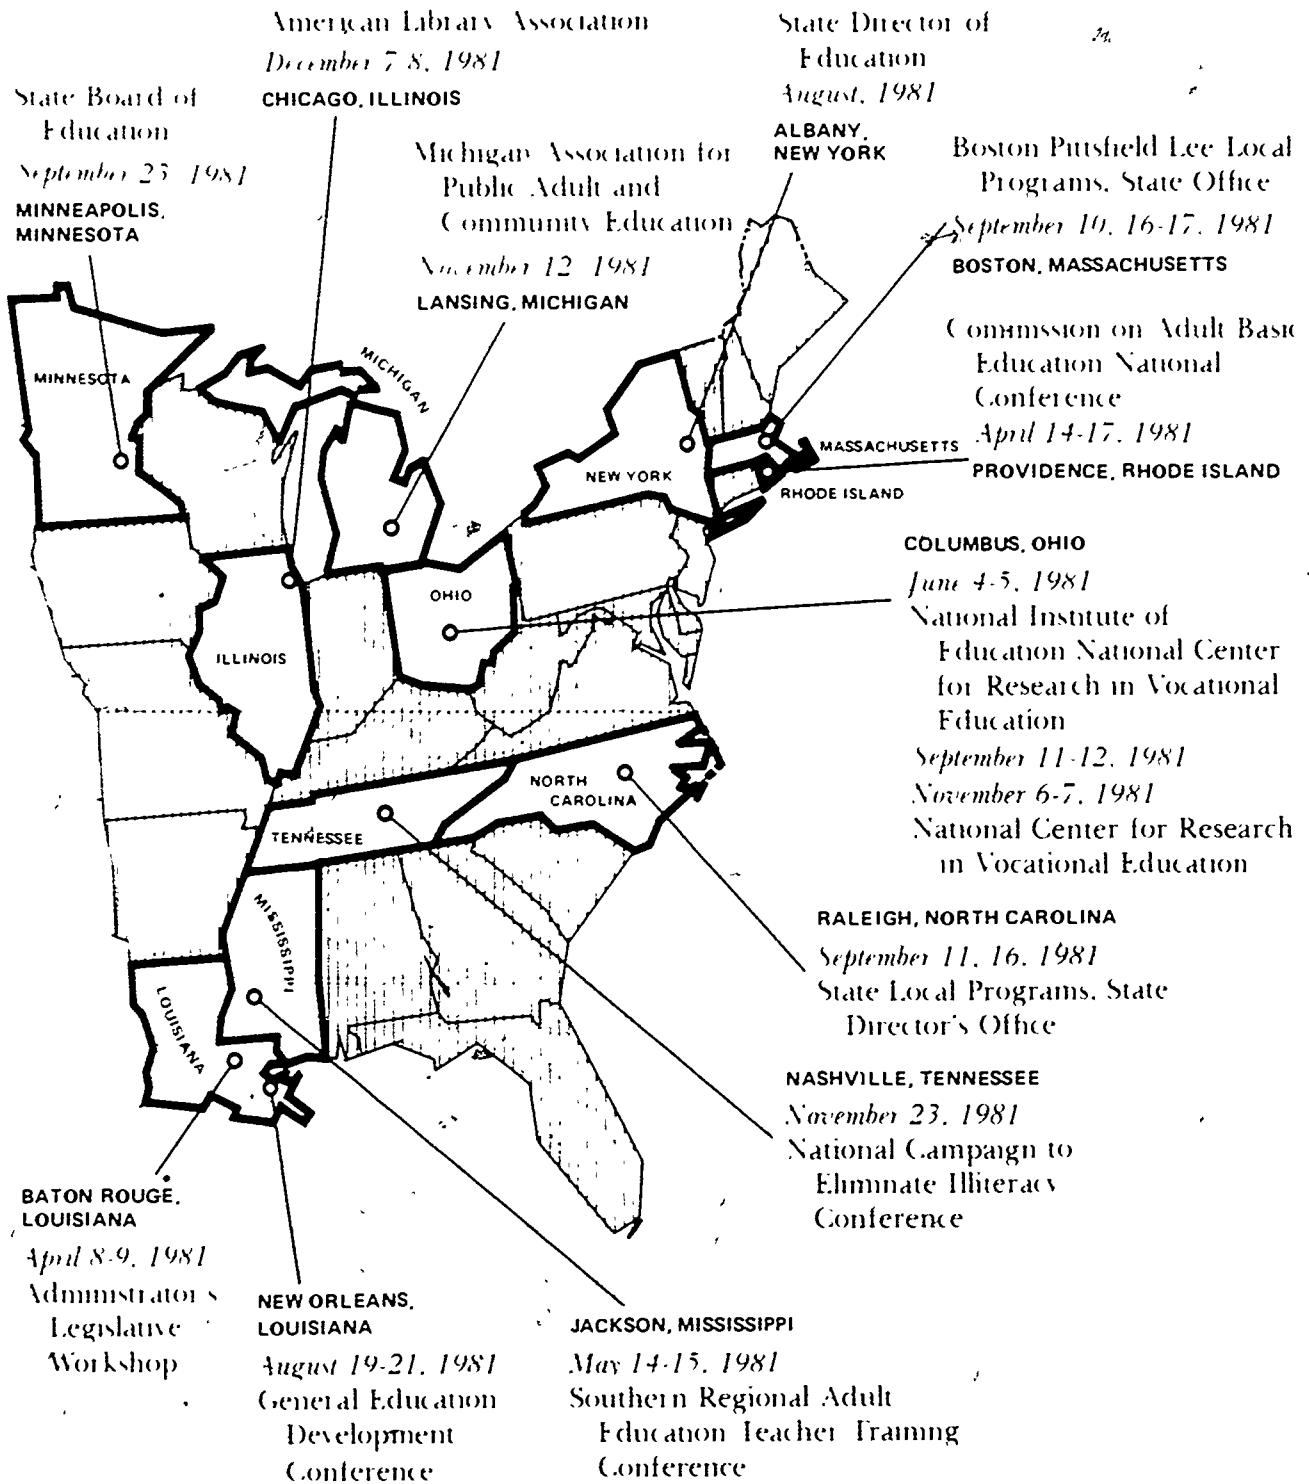 American Library Association
December 7-8, 1981
CHICAGO, ILLINOIS
State Director of
Education
August, 1981
ALBANY,
NEW YORK
State Board of
Education
September 23, 1981
MINNEAPOLIS,
MINNESOTA
Michigan Association for
Public Adult and
Community Education
November 12, 1981
LANSING, MICHIGAN
Boston Pittsfield Lee Local
Programs, State Office
September 10, 16-17, 1981
BOSTON, MASSACHUSETTS
Commission on Adult Basic
Education National
Conference
April 14-17, 1981
PROVIDENCE, RHODE ISLAND
MINNESOTA
MICHIGAN
NEW YORK
MASSACHUSETTS
RHODE ISLAND
ILLINOIS
OHIO
TENNESSEE
NORTH
CAROLINA
MISSISSIPPI
LOUISIANA
COLUMBUS, OHIO
June 4-5, 1981
National Institute of
Education National Center
for Research in Vocational
Education
September 11-12, 1981
November 6-7, 1981
National Center for Research
in Vocational Education
RALEIGH, NORTH CAROLINA
September 11, 16, 1981
State Local Programs, State
Director's Office
NASHVILLE, TENNESSEE
November 23, 1981
National Campaign to
Eliminate Illiteracy
Conference
BATON ROUGE,
LOUISIANA
April 8-9, 1981
Administrator's
Legislative
Workshop
NEW ORLEANS,
LOUISIANA
August 19-21, 1981
General Education
Development
Conference
JACKSON, MISSISSIPPI
May 14-15, 1981
Southern Regional Adult
Education Teacher Training
Conference